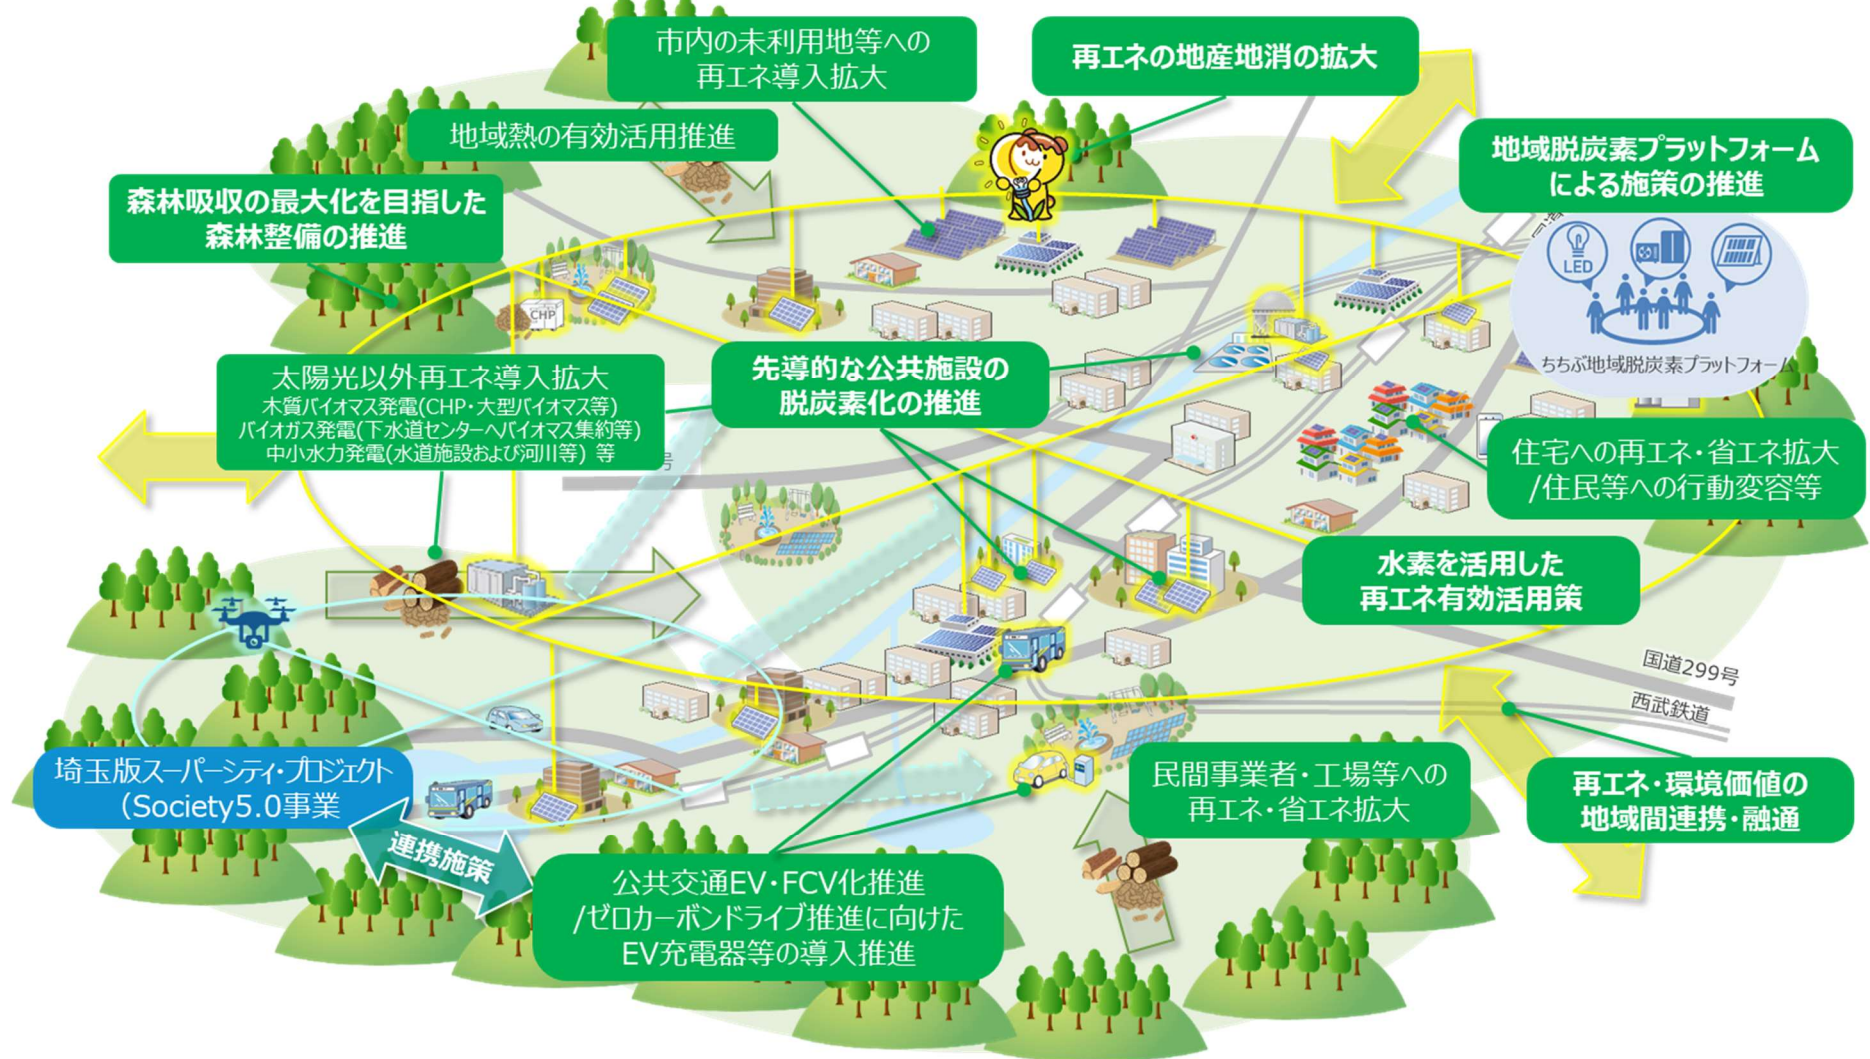 市内の未利用地等への
再エネ導入拡大
再エネの地産地消の拡大
地域熱の有効活用推進
地域脱炭素プラットフォーム
による施策の推進
森林吸収の最大化を目指した
森林整備の推進
LED
ちちぶ地域脱炭素プラットフォーム
CHP
太陽光以外再エネ導入拡大
木質バイオマス発電(CHP・大型バイオマス等)
バイオガス発電(下水道センターへバイオマス集約等)
中小水力発電(水道施設および河川等) 等
先導的な公共施設の
脱炭素化の推進
号
住宅への再エネ・省エネ拡大
/住民等への行動変容等
水素を活用した
再エネ有効活用策
国道299号
西武鉄道
埼玉版スーパーシティ・プロジェクト
(Society5.0事業
連携施策
民間事業者・工場等への
再エネ・省エネ拡大
再エネ・環境価値の
地域間連携・融通
公共交通EV・FCV化推進
/ゼロカーボンドライブ推進に向けた
EV充電器等の導入推進